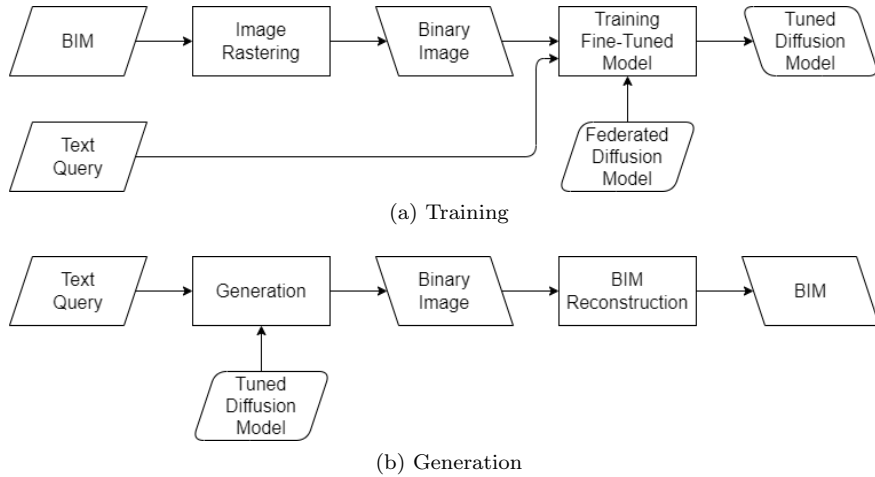 BIM
Image
Rastering
Binary
Image
Training
Fine-Tuned
Model
Tuned
Diffusion
Model
Text
Query
Federated
Diffusion
Model
(a) Training
Text
Query
Generation
Binary
Image
BIM
Reconstruction
BIM
Tuned
Diffusion
Model
(b) Generation